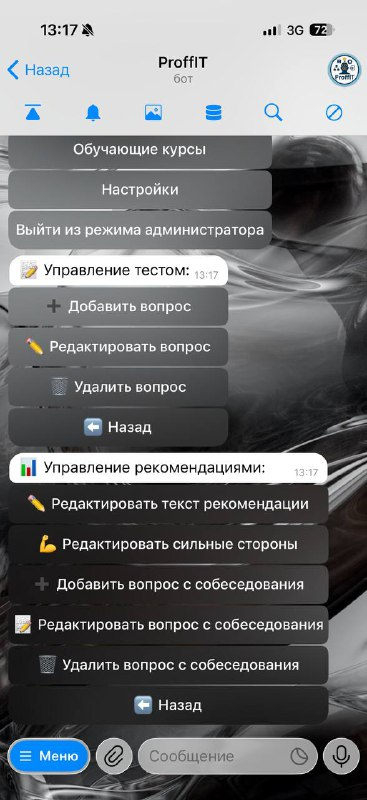 13:17
3G 72
Назад
ProffIT
бот
ProffIT
Обучающие курсы
Настройки
Выйти из режима администратора
Управление тестом: 13:17
Добавить вопрос
Редактировать вопрос
Удалить вопрос
Назад
Управление рекомендациями: 13:17
Редактировать текст рекомендации
Редактировать сильные стороны
Добавить вопрос с собеседования
Редактировать вопрос с собеседования
Удалить вопрос с собеседования
Назад
Меню
Сообщение